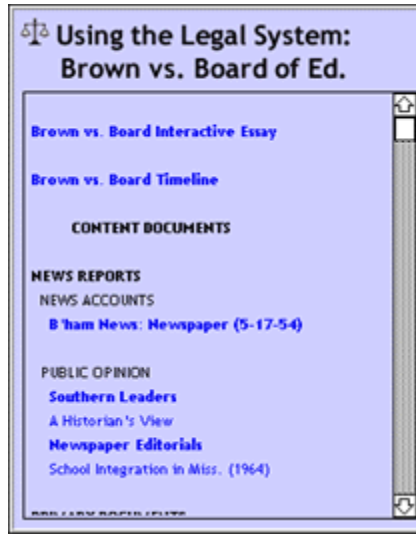 Using the Legal System:
Brown vs. Board of Ed.
Brown vs. Board Interactive Essay
Brown vs. Board Timeline
CONTENT DOCUMENTS
NEWS REPORTS
NEWS ACCOUNTS
B'ham News: Newspaper (5-17-54)
PUBLIC OPINION
Southern Leaders
A Historian's View
Newspaper Editorials
School Integration in Miss. (1964)
PRIMARY DOCUMENTS